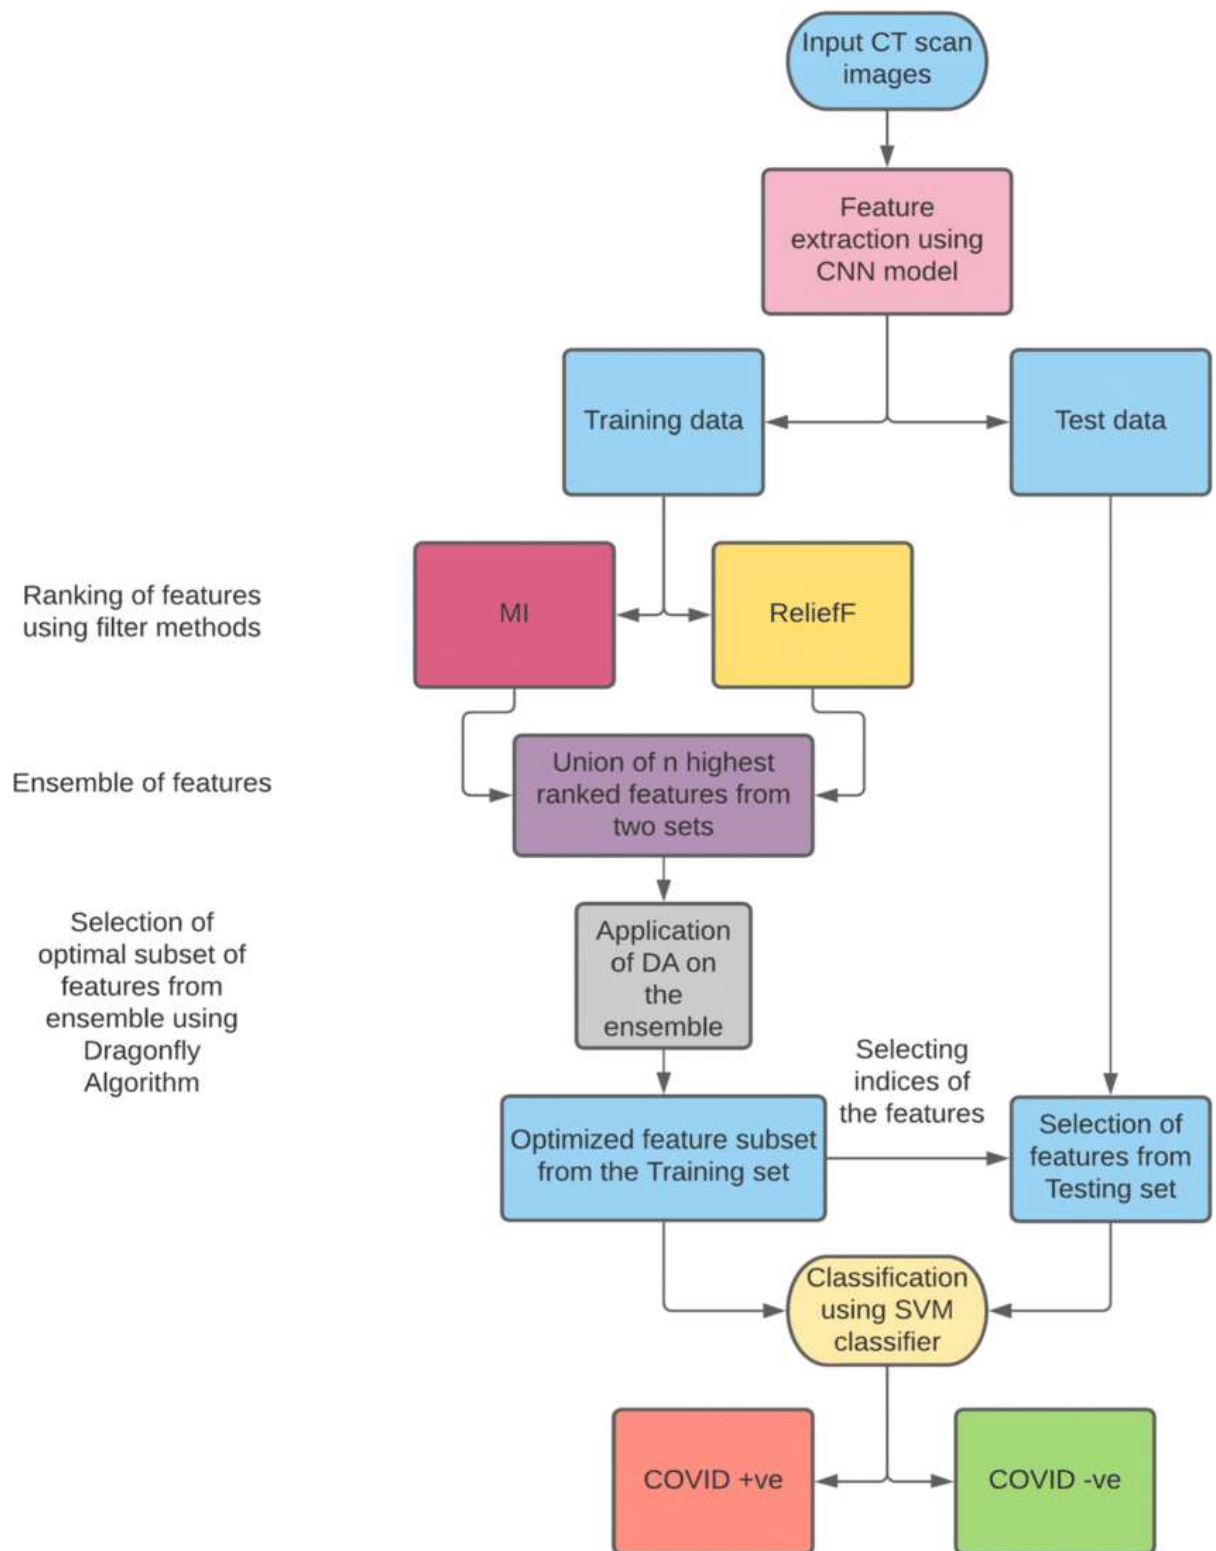 Input CT scan
images
Feature
extraction using
CNN model
Training data
Test data
Ranking of features
using filter methods
MI
ReliefF
Ensemble of features
Union of n highest
ranked features from
two sets
Selection of
optimal subset of
features from
ensemble using
Dragonfly
Algorithm
Application
of DA on
the
ensemble
Selecting
indices of
the features
Optimized feature subset
from the Training set
Selection of
features from
Testing set
Classification
using SVM
classifier
COVID +ve
COVID -ve